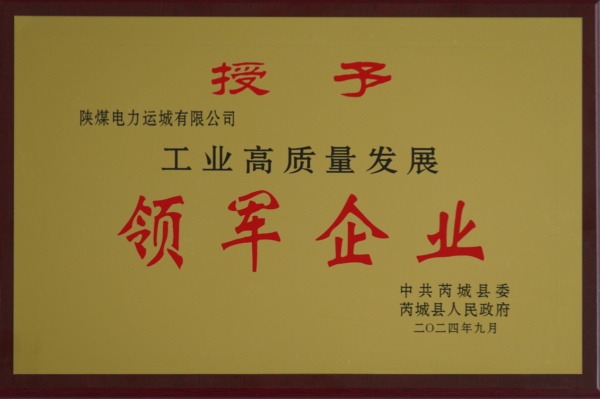 授予
陕煤电力运城有限公司
工业高质量发展
领军企业
中共芮城县委
芮城县人民政府
二〇二四年九月